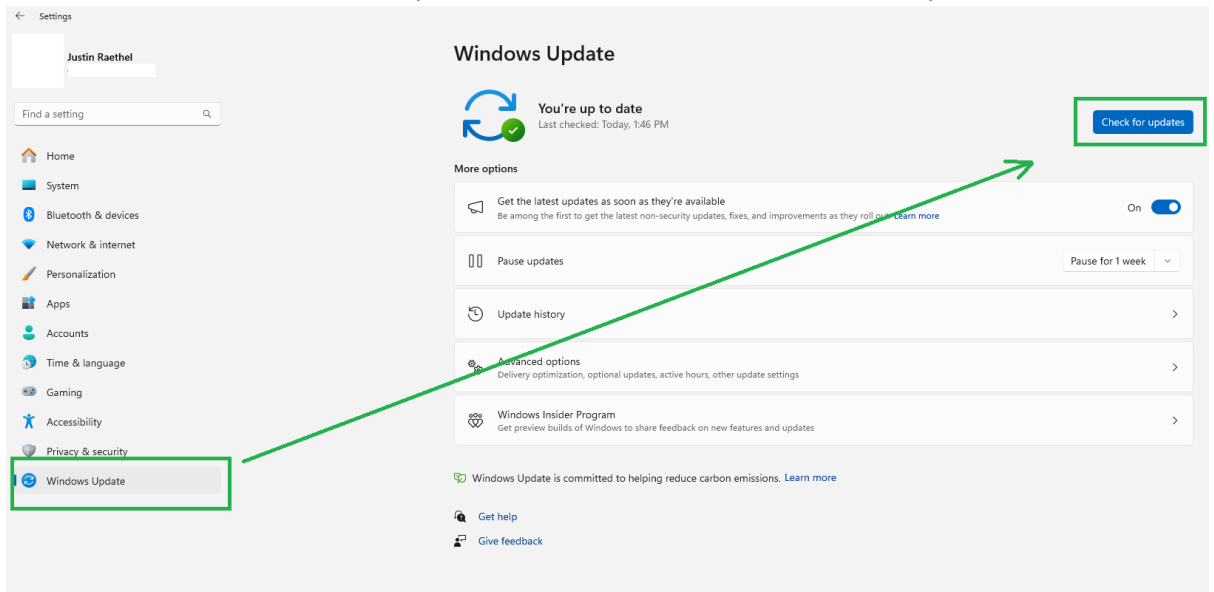 Settings
Justin Raethel
Find a setting
Home
System
Bluetooth & devices
Network & internet
Personalization
Apps
Accounts
Time & language
Gaming
Accessibility
Privacy & security
Windows Update
Windows Update
You're up to date
Last checked: Today, 1:46 PM
Check for updates
More options
Get the latest updates as soon as they're available
Be among the first to get the latest non-security updates, fixes, and improvements as they roll out. Learn more
On
Pause updates
Pause for 1 week
Update history
Advanced options
Delivery optimization, optional updates, active hours, other update settings
Windows Insider Program
Get preview builds of Windows to share feedback on new features and updates
Windows Update is committed to helping reduce carbon emissions. Learn more
Get help
Give feedback